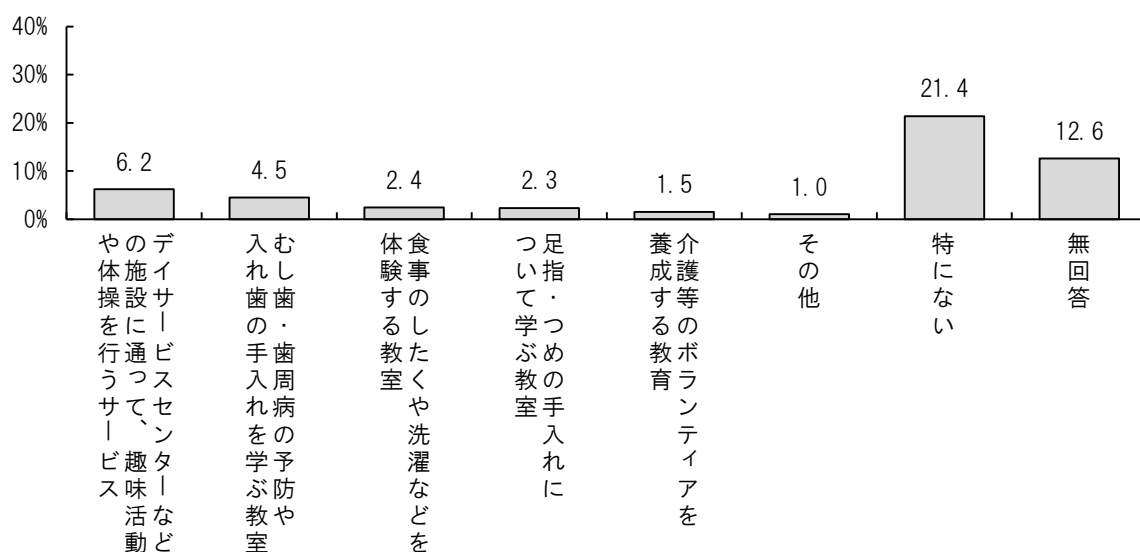 40%
30%
20%
10%
0%
6.2
4.5
2.4
2.3
1.5
1.0
21.4
12.6
デイサービスセンターなど
の施設に通って、趣味活動
や体操を行うサービス
むし歯・歯周病の予防や
入れ歯の手入れを学ぶ教室
食事のしたくや洗濯などを
体験する教室
足指・つめの手入れに
ついて学ぶ教室
介護等のボランティアを
養成する教育
その他
特にない
無回答